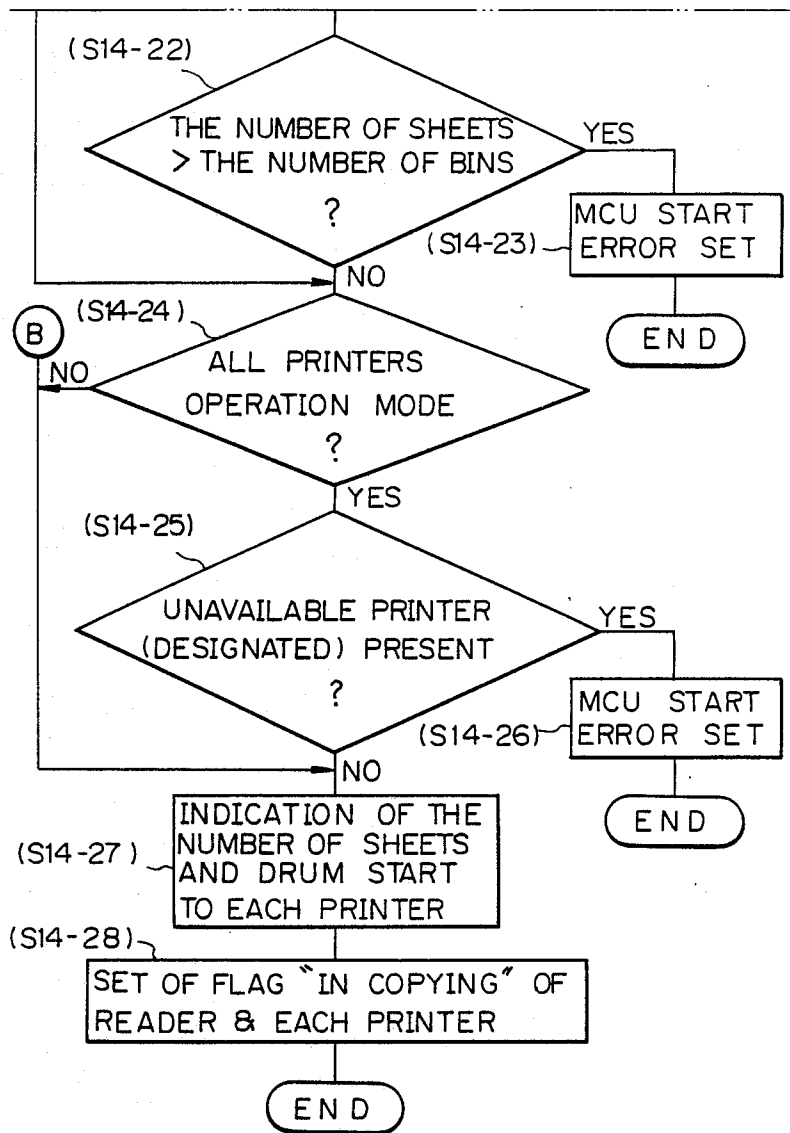 (S14-22)
THE NUMBER OF SHEETS
> THE NUMBER OF BINS
?
YES
MCU START
ERROR SET
(S14-23)
END
NO
(S14-24)
B
NO
ALL PRINTERS
OPERATION MODE
?
YES
(S14-25)
UNAVAILABLE PRINTER
(DESIGNATED) PRESENT
?
YES
MCU START
ERROR SET
(S14-26)
END
NO
INDICATION OF THE
NUMBER OF SHEETS
AND DRUM START
TO EACH PRINTER
(S14-27)
(S14-28)
SET OF FLAG "IN COPYING" OF
READER & EACH PRINTER
END